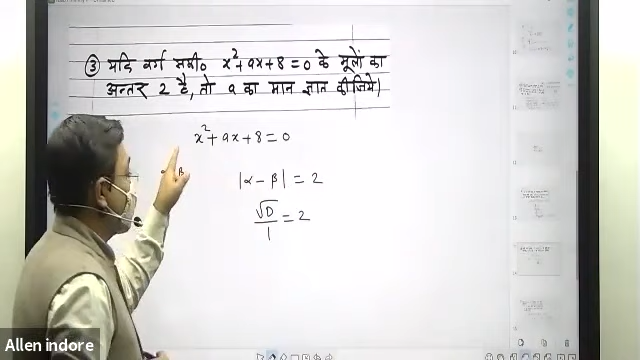 ③ यदि वर्ग समी० x²+ax+8=0 के मूलों का
अन्तर 2 है, तो a का मान ज्ञात कीजिये।
x²+ax+8=0
α β
|α-β| = 2
√D/1 = 2
Allen indore